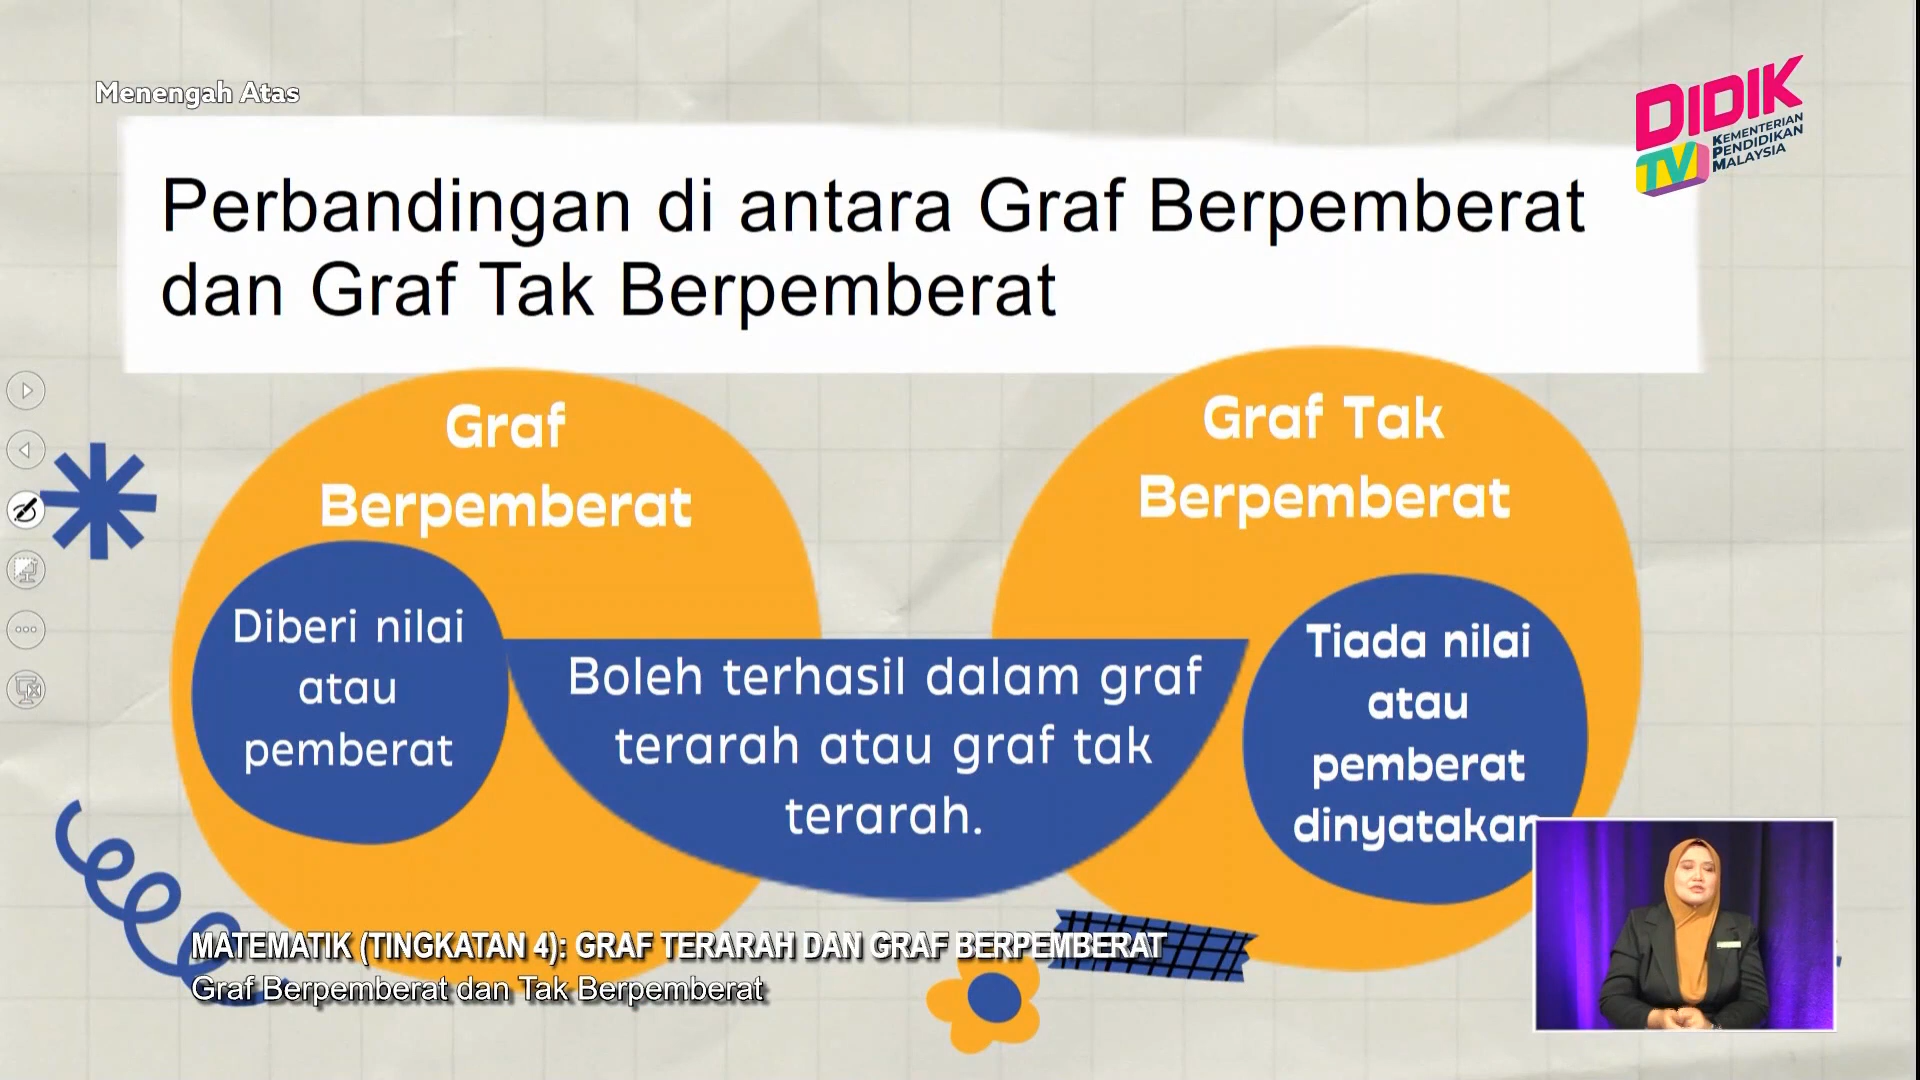 Menengah Atas
DIDIK
TV
KEMENTERIAN
PENDIDIKAN
MALAYSIA
Perbandingan di antara Graf Berpemberat
dan Graf Tak Berpemberat
Graf
Berpemberat
Diberi nilai
atau
pemberat
Boleh terhasil dalam graf
terarah atau graf tak
terarah.
Graf Tak
Berpemberat
Tiada nilai
atau
pemberat
dinyatakan
MATEMATIK (TINGKATAN 4): GRAF TERARAH DAN GRAF BERPEMBERAT
Graf Berpemberat dan Tak Berpemberat